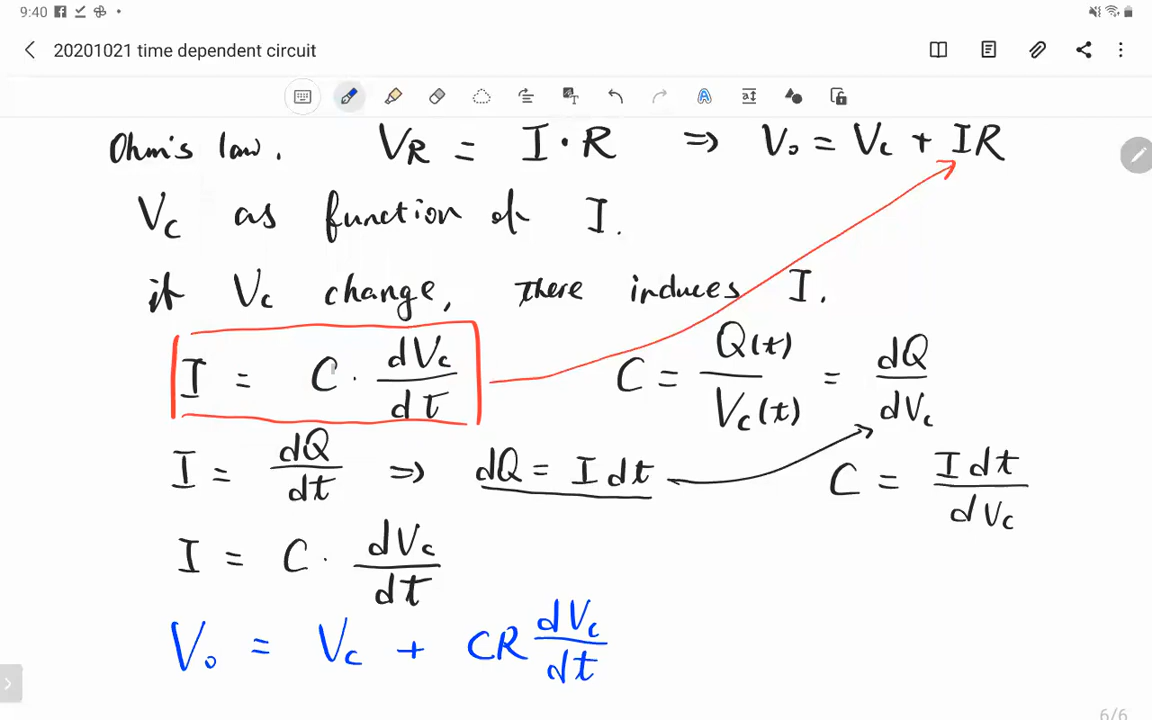 9:40
20201021 time dependent circuit
Ohm's law. V_R = I · R ⇒ V₀ = V_c + IR
V_c as function of I.
if V_c change, there induces I.
I = C · dV_c/dt C = Q(t)/V_c(t) = dQ/dV_c
I = dQ/dt ⇒ dQ = I dt C = I dt/dV_c
I = C · dV_c/dt
V₀ = V_c + CR dV_c/dt
6/6